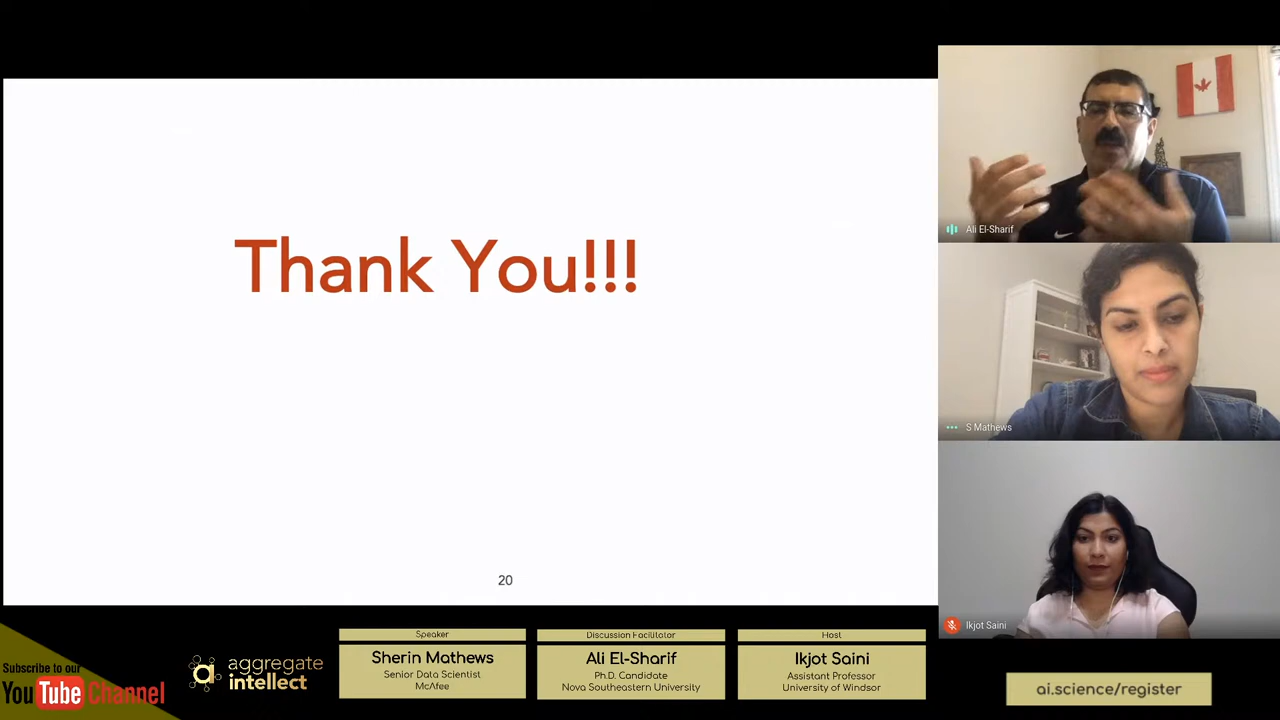 Thank You!!!
20
Ali El-Sharif
S Mathews
Ikjot Saini
Speaker
Sherin Mathews
Senior Data Scientist
McAfee
Discussion Facilitator
Ali El-Sharif
Ph.D. Candidate
Nova Southeastern University
Host
Ikjot Saini
Assistant Professor
University of Windsor
Subscribe to our
YouTube Channel
a
aggregate
intellect
ai.science/register